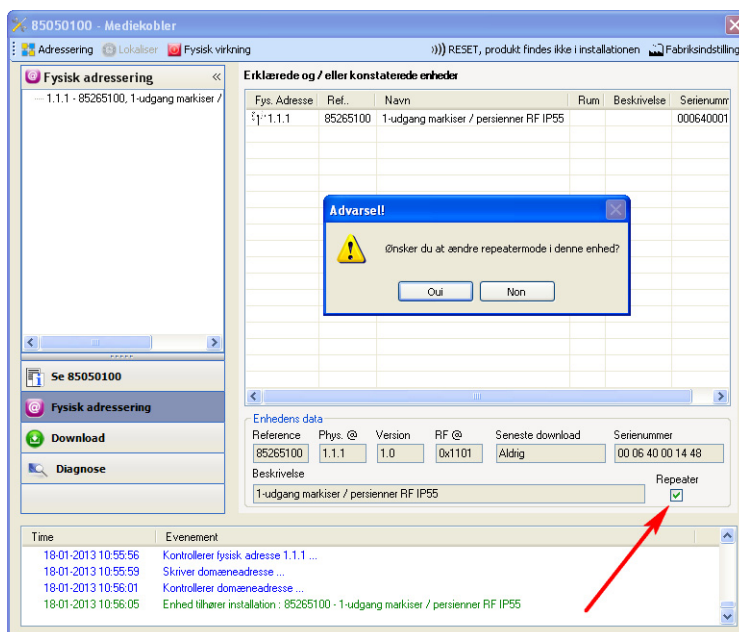 85050100 - Mediekobler
Adressering Lokaliser Fysisk virkning ))) RESET, produkt findes ikke i installationen Fabriksindstilling
Fysisk adressering «
1.1.1 - 85265100, 1-udgang markiser /
Erklærede og / eller konstaterede enheder
Fys. Adresse Ref.. Navn Rum Beskrivelse Serienumm
1.1.1 85265100 1-udgang markiser / persienner RF IP55 000640001
Advarsel!
Ønsker du at ændre repeatermode i denne enhed?
Oui Non
Se 85050100
Fysisk adressering
Download
Diagnose
Enhedens data
Reference Phys. @ Version RF @ Seneste download Serienummer
85265100 1.1.1 1.0 0x1101 Aldrig 00 06 40 00 14 48
Beskrivelse
1-udgang markiser / persienner RF IP55
Repeater
Time Evenement
18-01-2013 10:55:56 Kontrollerer fysisk adresse 1.1.1 ...
18-01-2013 10:55:59 Skriver domæneadresse ...
18-01-2013 10:56:01 Kontrollerer domæneadresse ...
18-01-2013 10:56:05 Enhed tilhører installation : 85265100 - 1-udgang markiser / persienner RF IP55